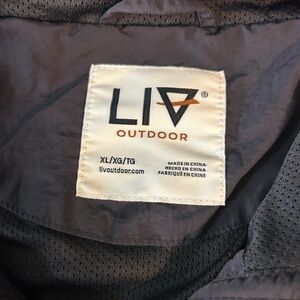 LIV®
OUTDOOR
XL/XG/TG
livoutdoor.com
MADE IN CHINA
HECHO EN CHINA
FABRIQUÉ EN CHINE